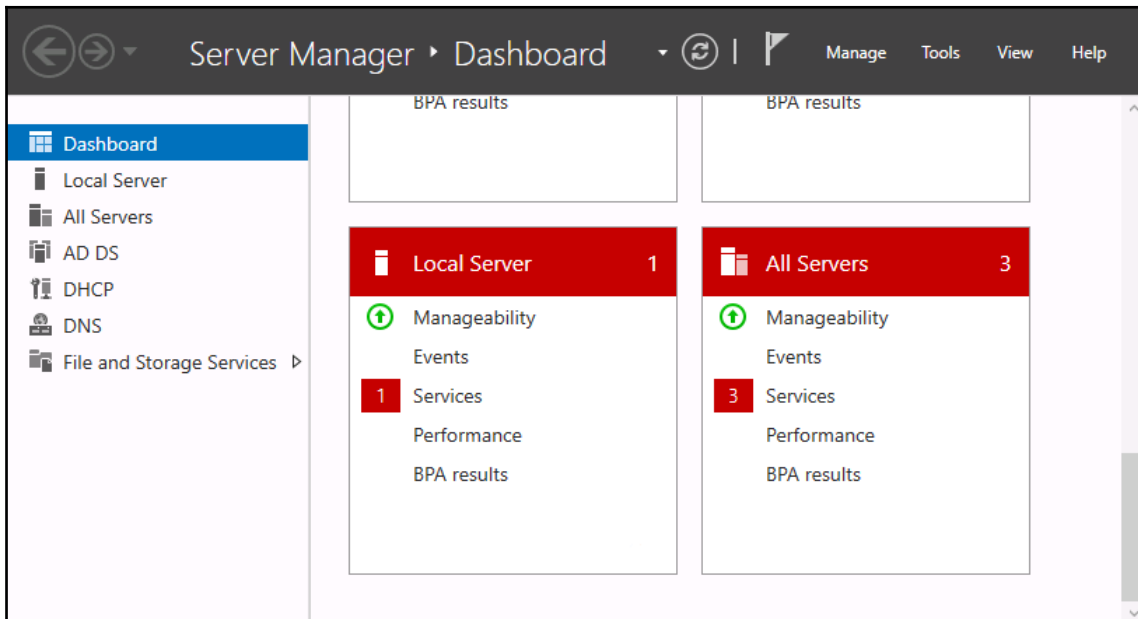 Server Manager ‣ Dashboard
Manage Tools View Help
Dashboard
Local Server
All Servers
AD DS
DHCP
DNS
File and Storage Services
BPA results
BPA results
Local Server 1
Manageability
Events
1 Services
Performance
BPA results
All Servers 3
Manageability
Events
3 Services
Performance
BPA results